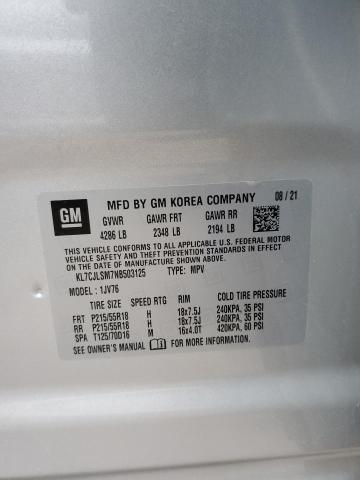 GM
MFD BY GM KOREA COMPANY 08/21
GVWR GAWR FRT GAWR RR
4286 LB 2348 LB 2194 LB
THIS VEHICLE CONFORMS TO ALL APPLICABLE U.S. FEDERAL MOTOR
VEHICLE SAFETY AND THEFT PREVENTION STANDARDS IN
EFFECT ON THE DATE OF MANUFACTURE SHOWN ABOVE.
KL7CJLSM7NB503125 TYPE: MPV
MODEL: 1JV76
TIRE SIZE SPEED RTG RIM COLD TIRE PRESSURE
FRT P215/55R18 H 18x7.5J 240KPA, 35 PSI
RR P215/55R18 H 18x7.5J 240KPA, 35 PSI
SPA T125/70D16 M 16x4.0T 420KPA, 60 PSI
SEE OWNER'S MANUAL FOR MORE INFORMATION